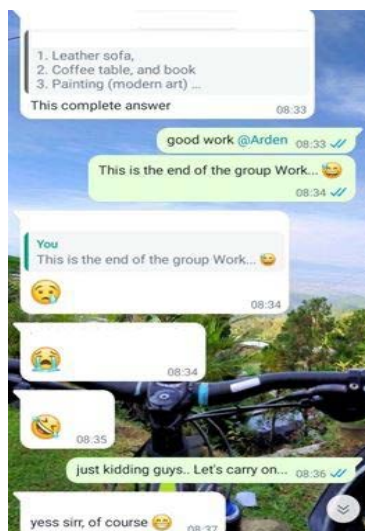 1. Leather sofa,
2. Coffee table, and book
3. Painting (modern art) ...
This complete answer
08:33
good work @Arden 08:33
This is the end of the group Work... 😅
08:34
You
This is the end of the group Work... 😅
😢
08:34
😭
08:34
🤣
08:35
just kidding guys.. Let's carry on... 08:36
yess sirr, of course 😁 08:37